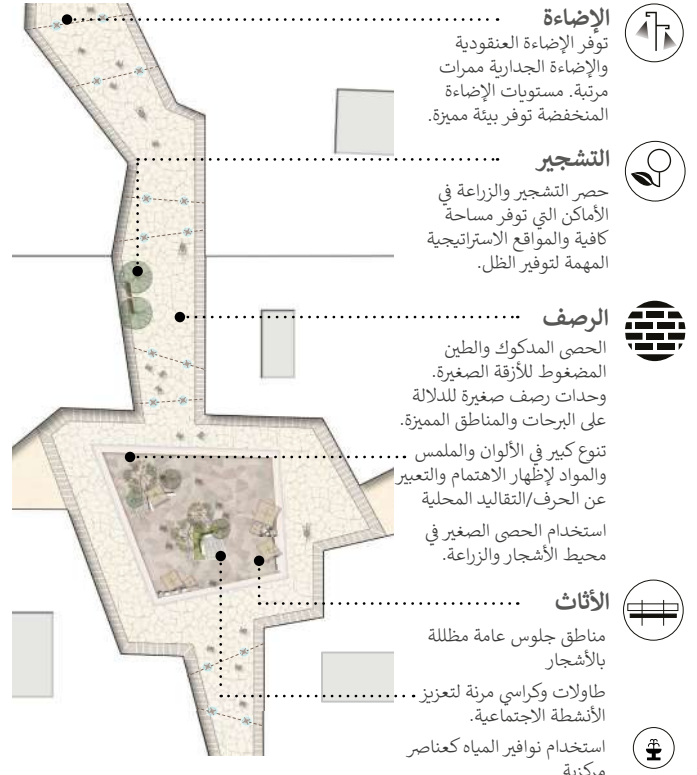 الإضاءة
توفر الإضاءة العنقودية
والإضاءة الجدارية ممرات
مرتبة. مستويات الإضاءة
المنخفضة توفر بيئة مميزة.
التشجير
حصر التشجير والزراعة في
الأماكن التي توفر مساحة
كافية والمواقع الاستراتيجية
المهمة لتوفير الظل.
الرصف
الحصى المدكوك والطين
المضغوط للأزقة الصغيرة.
وحدات رصف صغيرة للدلالة
على البرحات والمناطق المميزة.
تنوع كبير في الألوان والملمس
والمواد لإظهار الاهتمام والتعبير
عن الحرف/التقاليد المحلية
استخدام الحصى الصغير في
محيط الأشجار والزراعة.
الأثاث
مناطق جلوس عامة مظللة
بالأشجار
طاولات وكراسي مرنة لتعزيز
الأنشطة الاجتماعية.
استخدام نوافير المياه كعناصر
مركزية